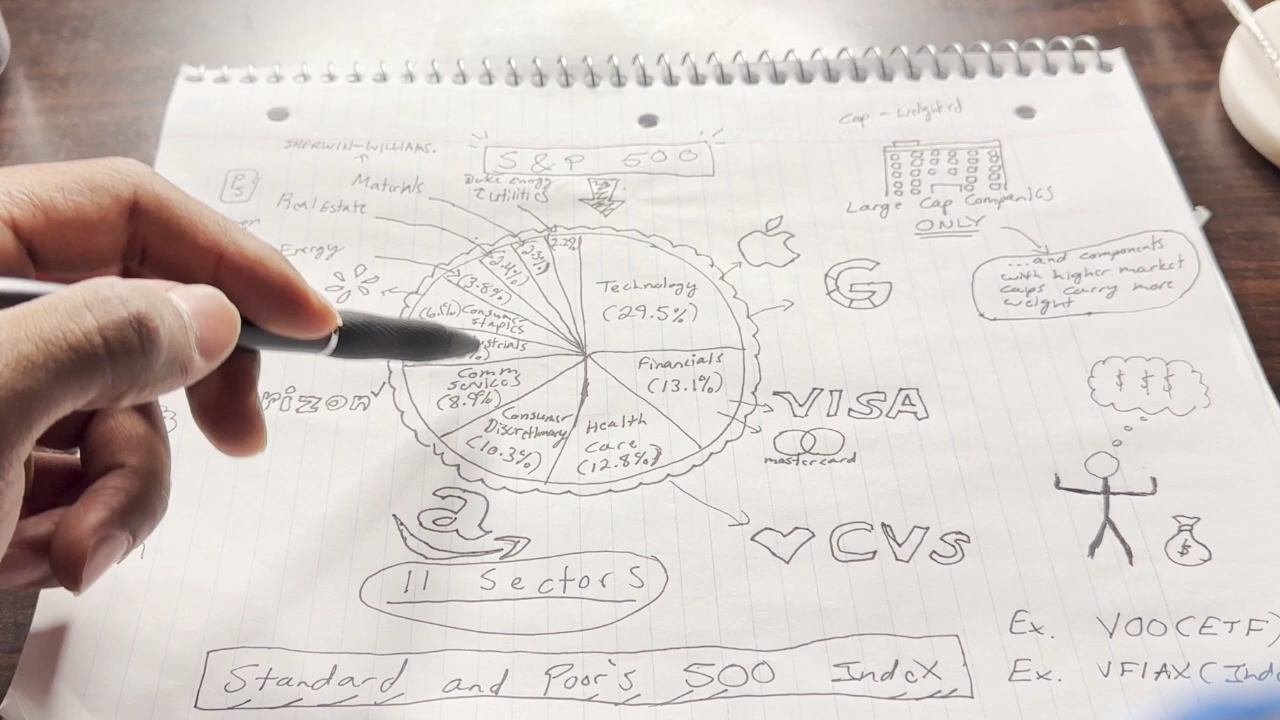 Cap-Weighted
SHERWIN-WILLIAMS.
S & P 500
Materials
Duke Energy
Utilities
Real Estate
Energy
Large Cap Companies
ONLY
...and components
with higher market
caps carry more
weight
2.2%
(2.4%)
(3.8%)
(6.5%) Consumer
Staples
Technology
(29.5%)
G
Financials
(13.1%)
Comm
Services
(8.9%)
Consumer
Discretionary
(10.3%)
Health
Care
(12.8%)
rizon
VISA
mastercard
$ $ $
a
CVS
$
11 Sectors
Ex. VOO(ETF)
Standard and Poor's 500 Index
Ex. VFIAX (Inde